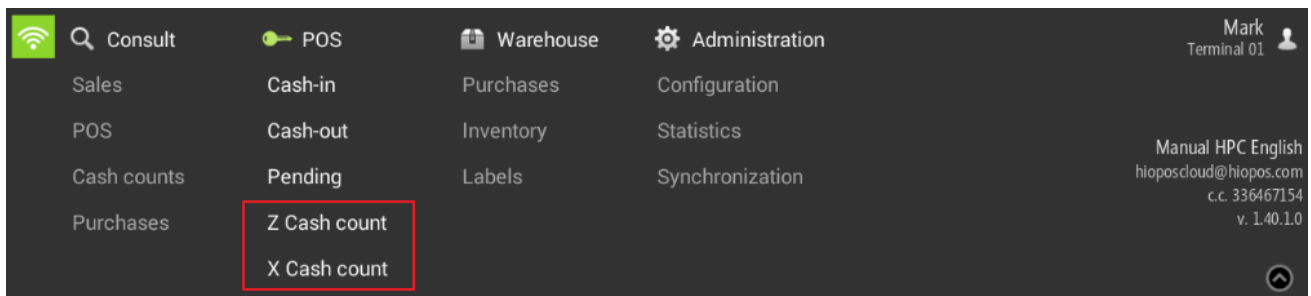 Consult
Sales
POS
Cash counts
Purchases
POS
Cash-in
Cash-out
Pending
Z Cash count
X Cash count
Warehouse
Purchases
Inventory
Labels
Administration
Configuration
Statistics
Synchronization
Mark
Terminal 01
Manual HPC English
hioposcloud@hiopos.com
c.c. 336467154
v. 1.40.1.0